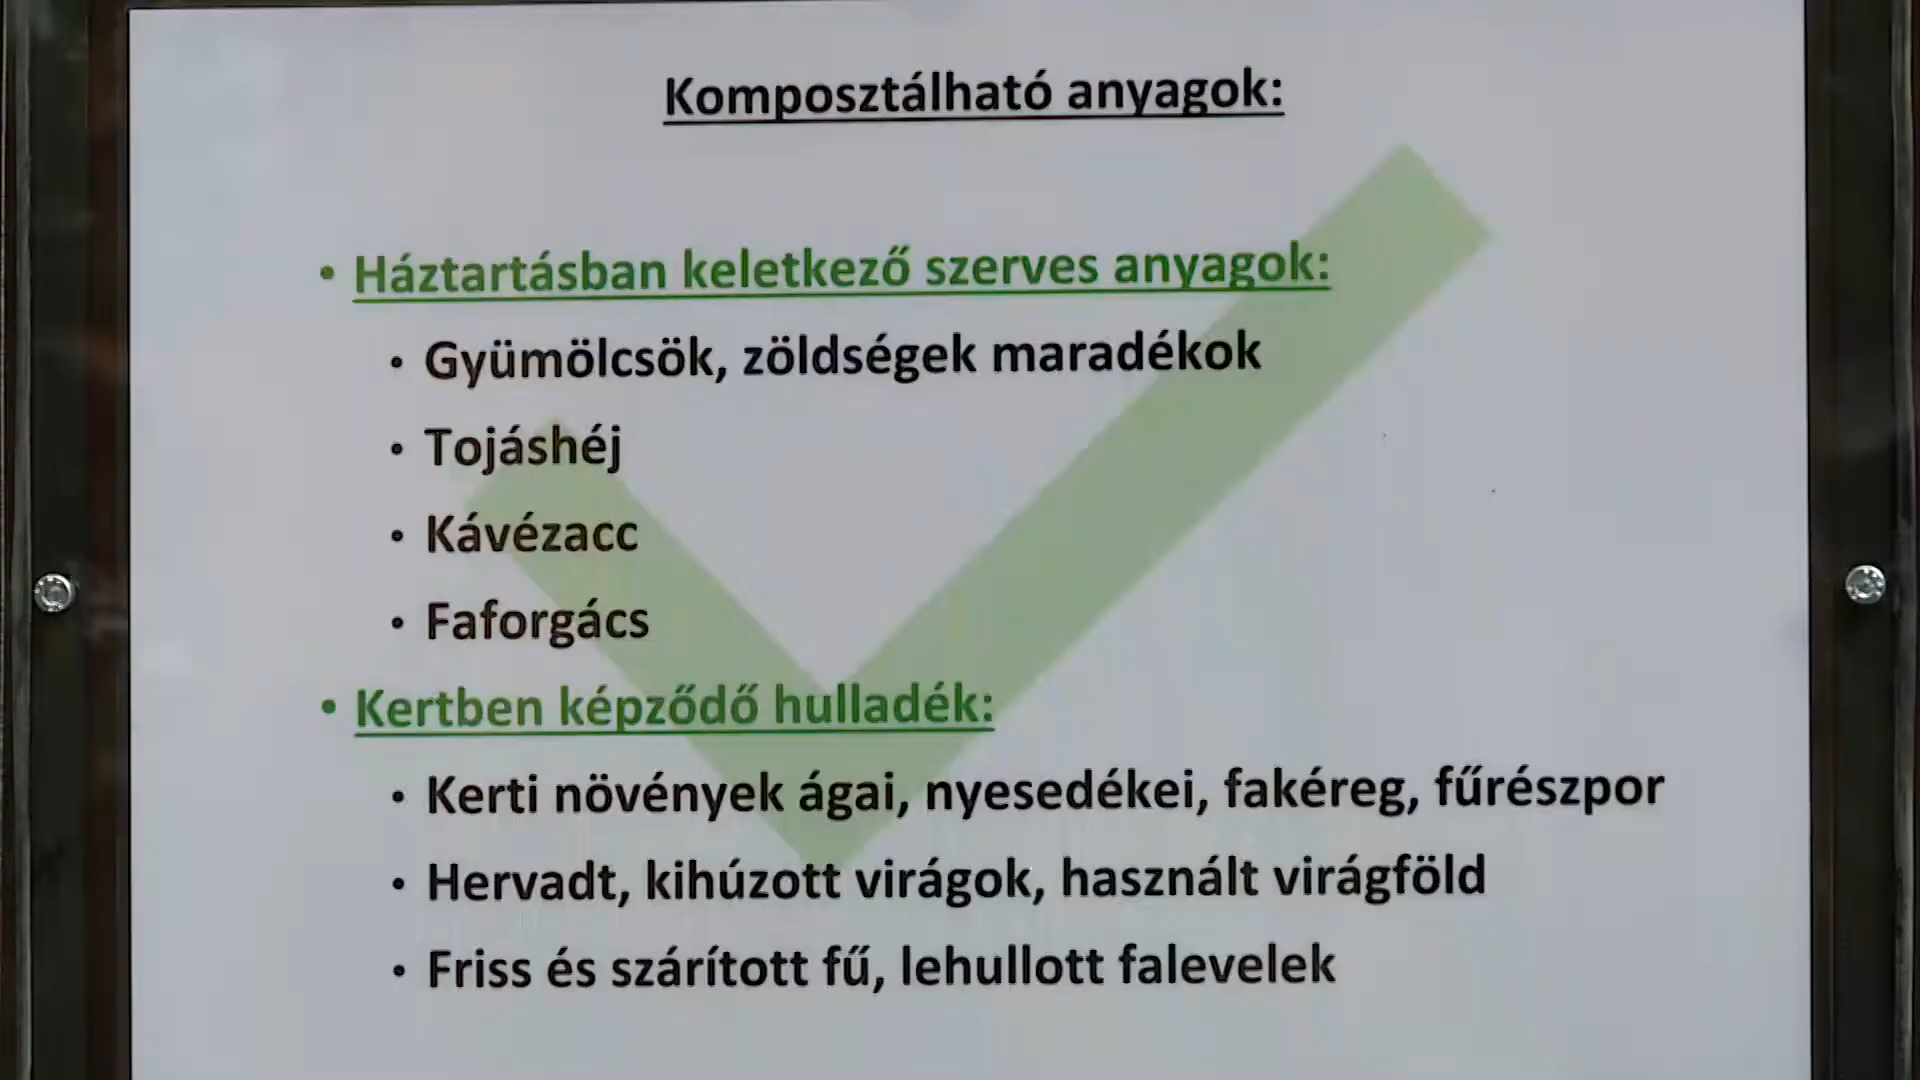 Komposztálható anyagok:
• Háztartásban keletkező szerves anyagok:
• Gyümölcsök, zöldségek maradékok
• Tojáshéj
• Kávézacc
• Faforgács
• Kertben képződő hulladék:
• Kerti növények ágai, nyesedékei, fakéreg, fűrészpor
• Hervadt, kihúzott virágok, használt virágföld
• Friss és szárított fű, lehullott falevelek